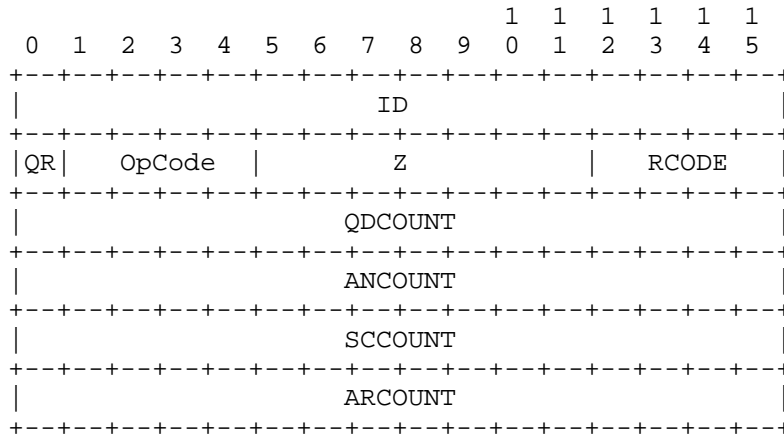 1  1  1  1  1  1
  0  1  2  3  4  5  6  7  8  9  0  1  2  3  4  5
+--+--+--+--+--+--+--+--+--+--+--+--+--+--+--+--+
|                      ID                       |
+--+--+--+--+--+--+--+--+--+--+--+--+--+--+--+--+
|QR|   OpCode  |         Z          |   RCODE   |
+--+--+--+--+--+--+--+--+--+--+--+--+--+--+--+--+
|                    QDCOUNT                    |
+--+--+--+--+--+--+--+--+--+--+--+--+--+--+--+--+
|                    ANCOUNT                    |
+--+--+--+--+--+--+--+--+--+--+--+--+--+--+--+--+
|                    SCCOUNT                    |
+--+--+--+--+--+--+--+--+--+--+--+--+--+--+--+--+
|                    ARCOUNT                    |
+--+--+--+--+--+--+--+--+--+--+--+--+--+--+--+--+